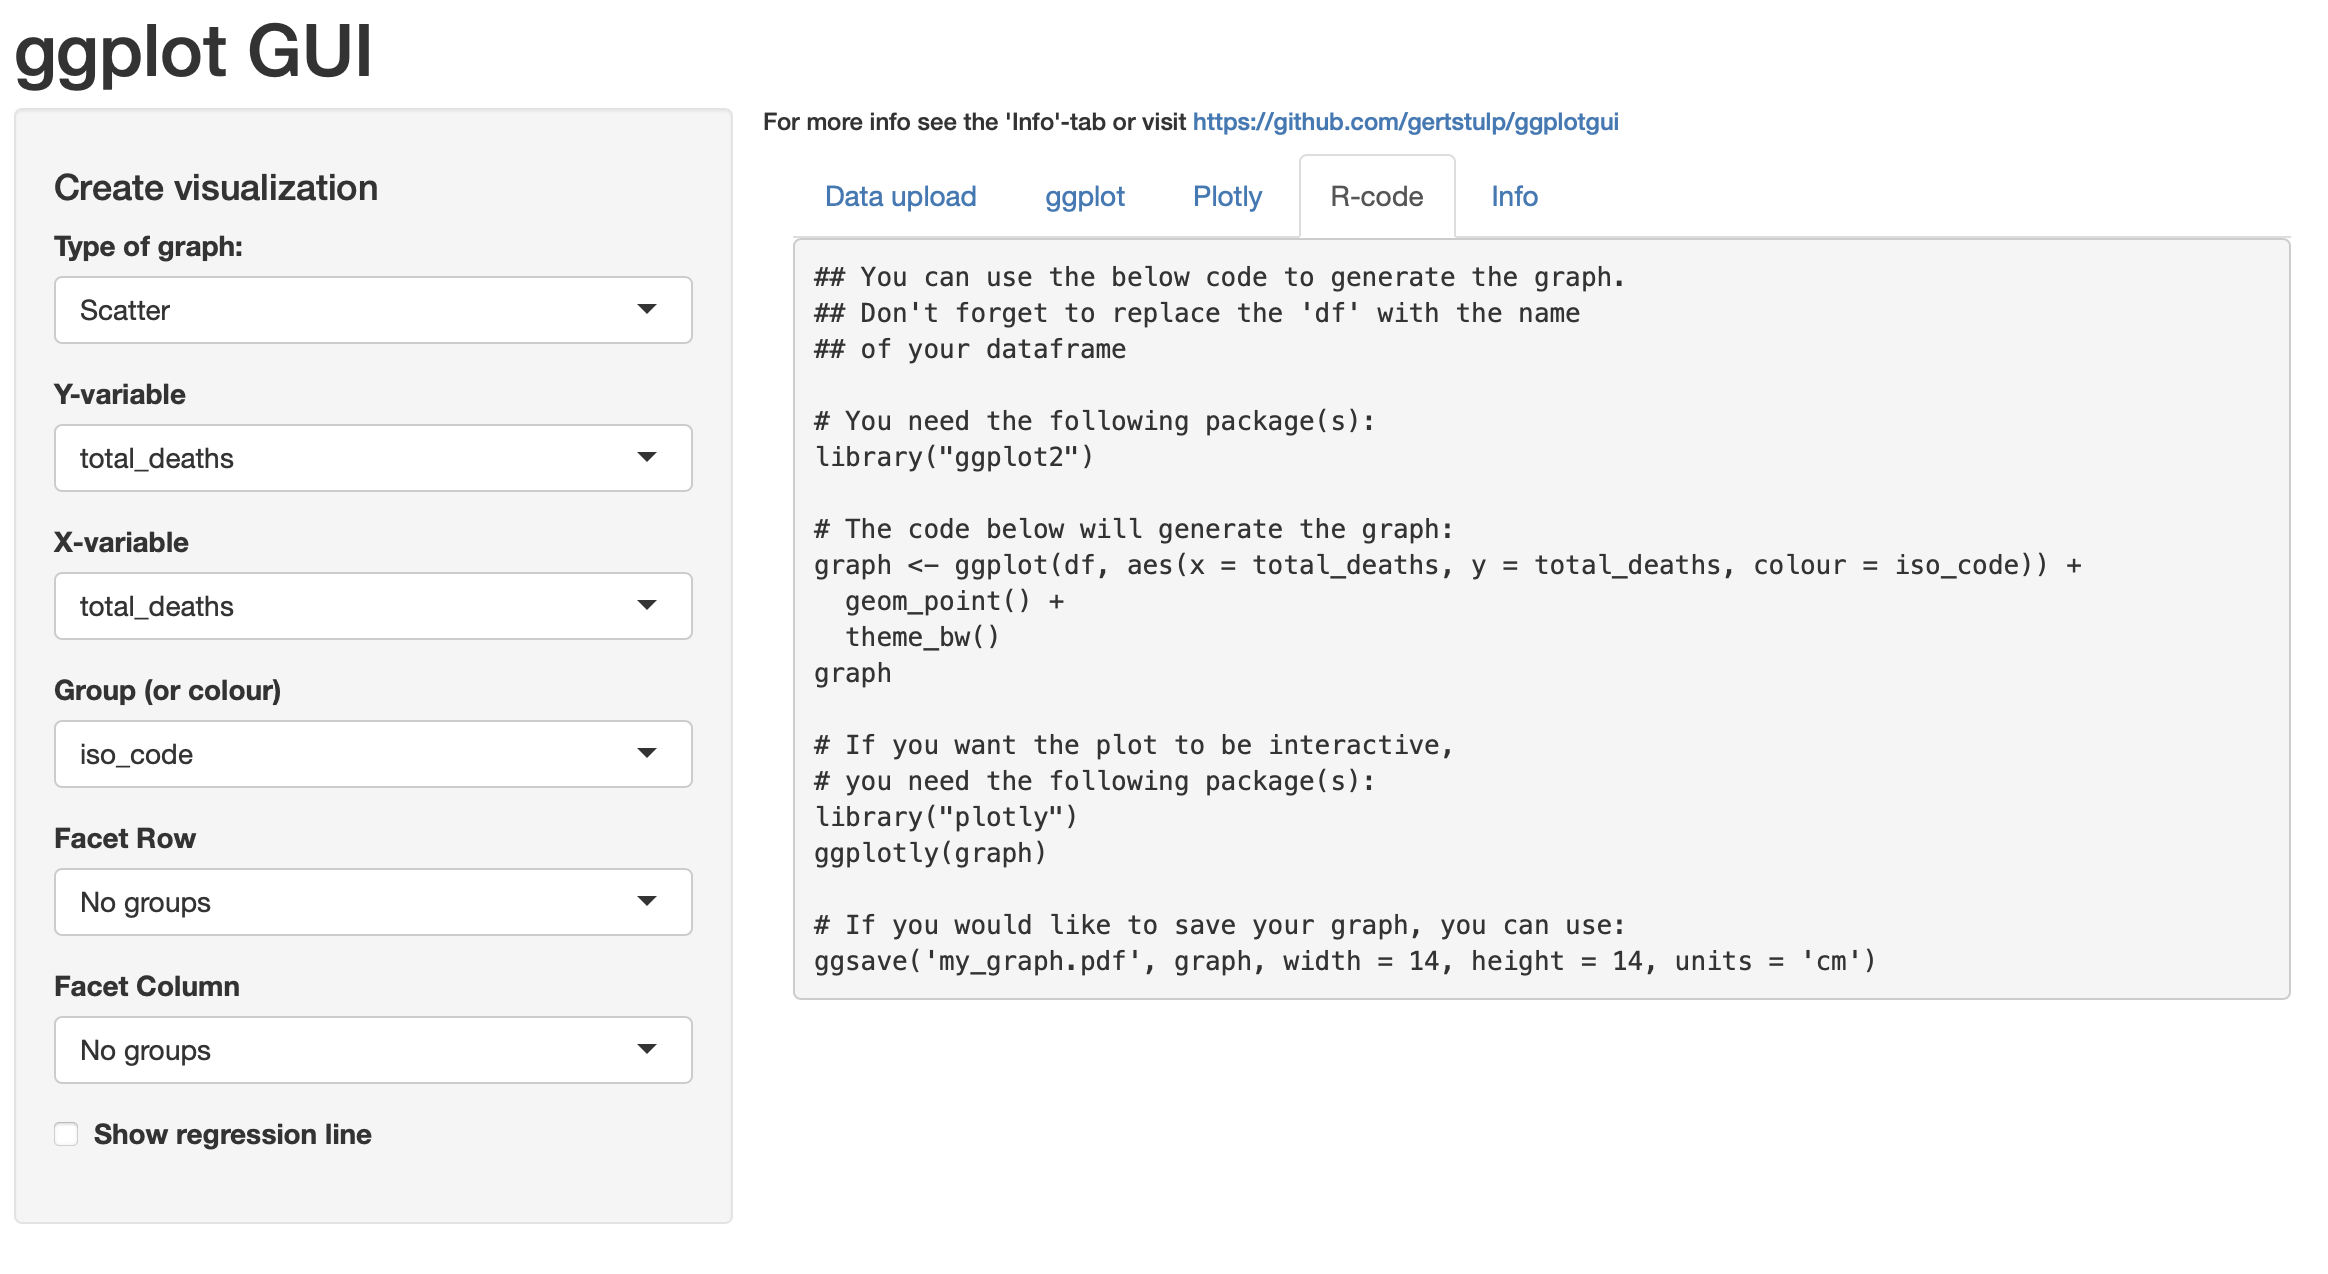 ggplot GUI
Create visualization
Type of graph:
Scatter
Y-variable
total_deaths
X-variable
total_deaths
Group (or colour)
iso_code
Facet Row
No groups
Facet Column
No groups
Show regression line
For more info see the 'Info'-tab or visit https://github.com/gertstulp/ggplotgui
Data upload ggplot Plotly R-code Info
## You can use the below code to generate the graph.
## Don't forget to replace the 'df' with the name
## of your dataframe
# You need the following package(s):
library("ggplot2")
# The code below will generate the graph:
graph <- ggplot(df, aes(x = total_deaths, y = total_deaths, colour = iso_code)) +
  geom_point() +
  theme_bw()
graph
# If you want the plot to be interactive,
# you need the following package(s):
library("plotly")
ggplotly(graph)
# If you would like to save your graph, you can use:
ggsave('my_graph.pdf', graph, width = 14, height = 14, units = 'cm')